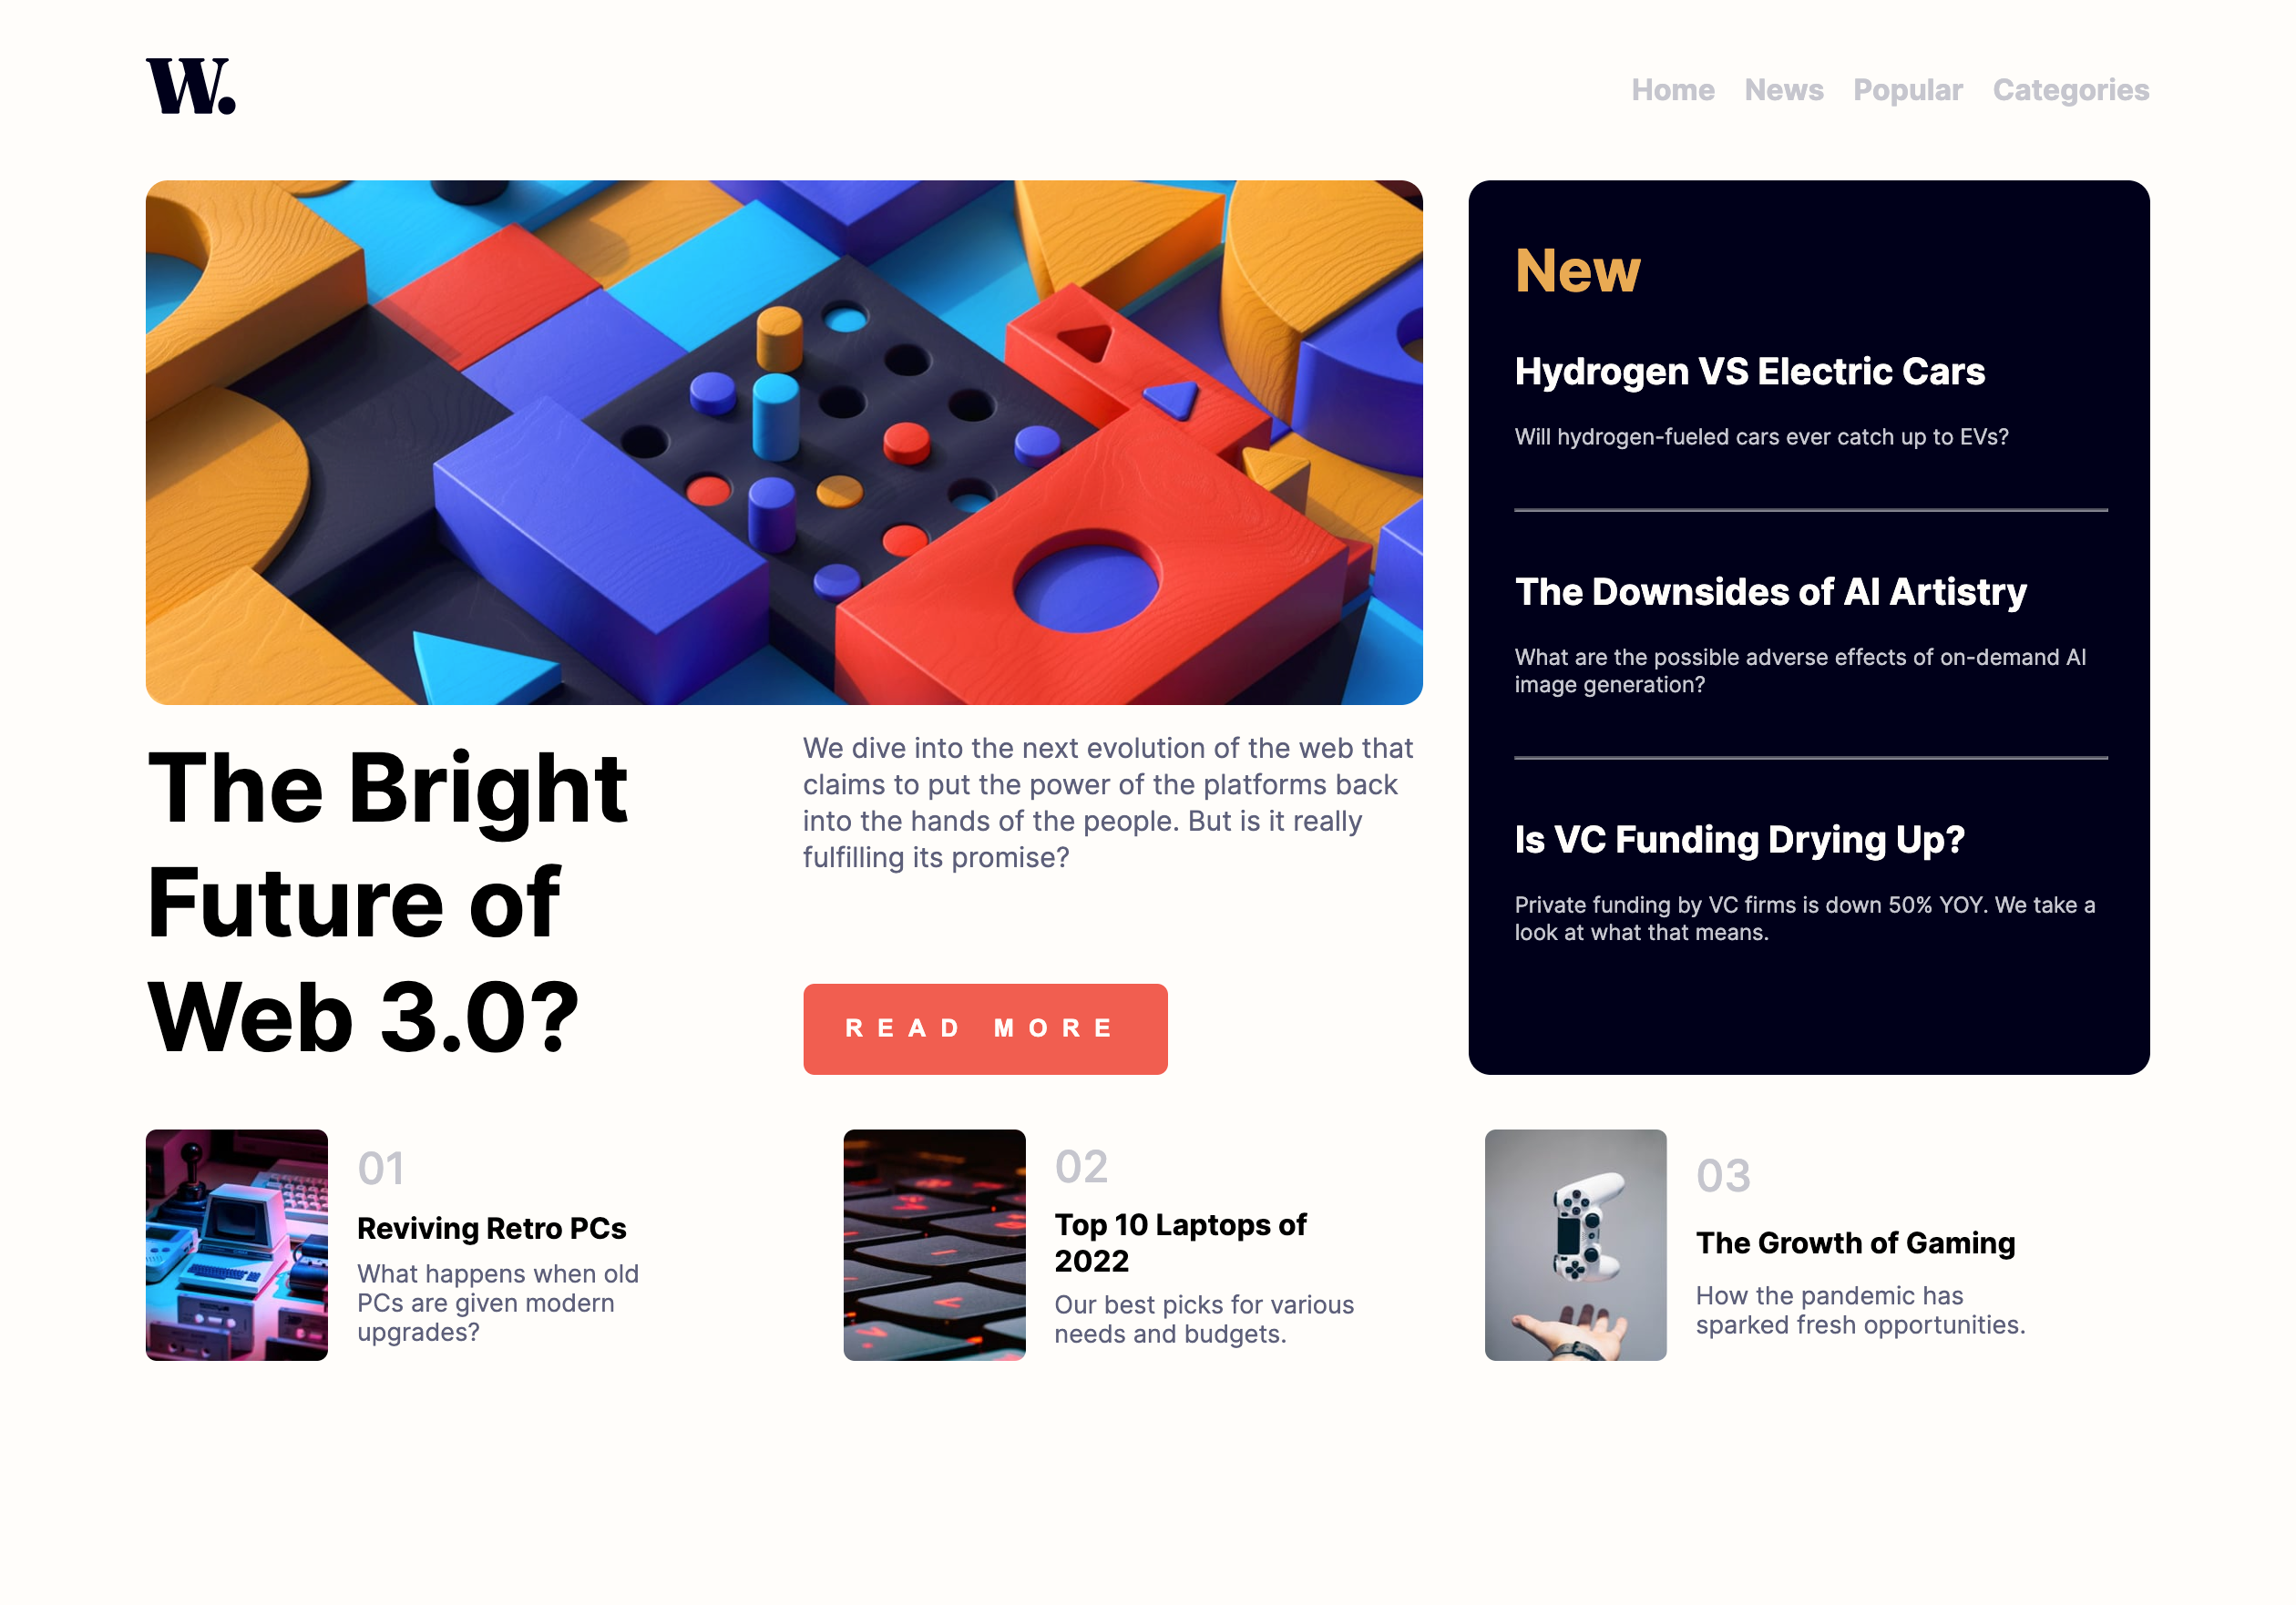 W.
Home News Popular Categories
New
Hydrogen VS Electric Cars
Will hydrogen-fueled cars ever catch up to EVs?
The Downsides of AI Artistry
What are the possible adverse effects of on-demand AI
image generation?
Is VC Funding Drying Up?
Private funding by VC firms is down 50% YOY. We take a
look at what that means.
The Bright
Future of
Web 3.0?
We dive into the next evolution of the web that
claims to put the power of the platforms back
into the hands of the people. But is it really
fulfilling its promise?
READ MORE
01
Reviving Retro PCs
What happens when old
PCs are given modern
upgrades?
02
Top 10 Laptops of
2022
Our best picks for various
needs and budgets.
03
The Growth of Gaming
How the pandemic has
sparked fresh opportunities.